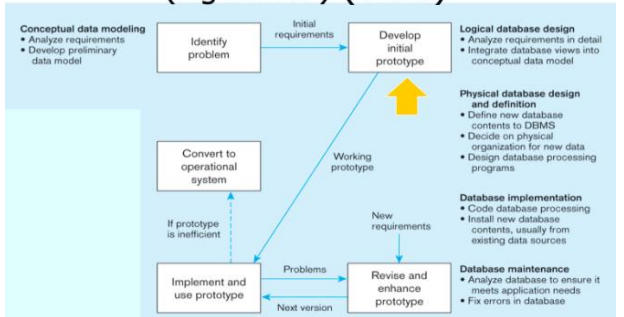 Conceptual data modeling
• Analyze requirements
• Develop preliminary
data model
Identify
problem
Initial
requirements
Develop
initial
prototype
Logical database design
• Analyze requirements in detail
• Integrate database views into
conceptual data model
Physical database design
and definition
• Define new database
contents to DBMS
• Decide on physical
organization for new data
• Design database processing
programs
Convert to
operational
system
Working
prototype
If prototype
is inefficient
New
requirements
Database implementation
• Code database processing
• Install new database
contents, usually from
existing data sources
Implement and
use prototype
Problems
Next version
Revise and
enhance
prototype
Database maintenance
• Analyze database to ensure it
meets application needs
• Fix errors in database